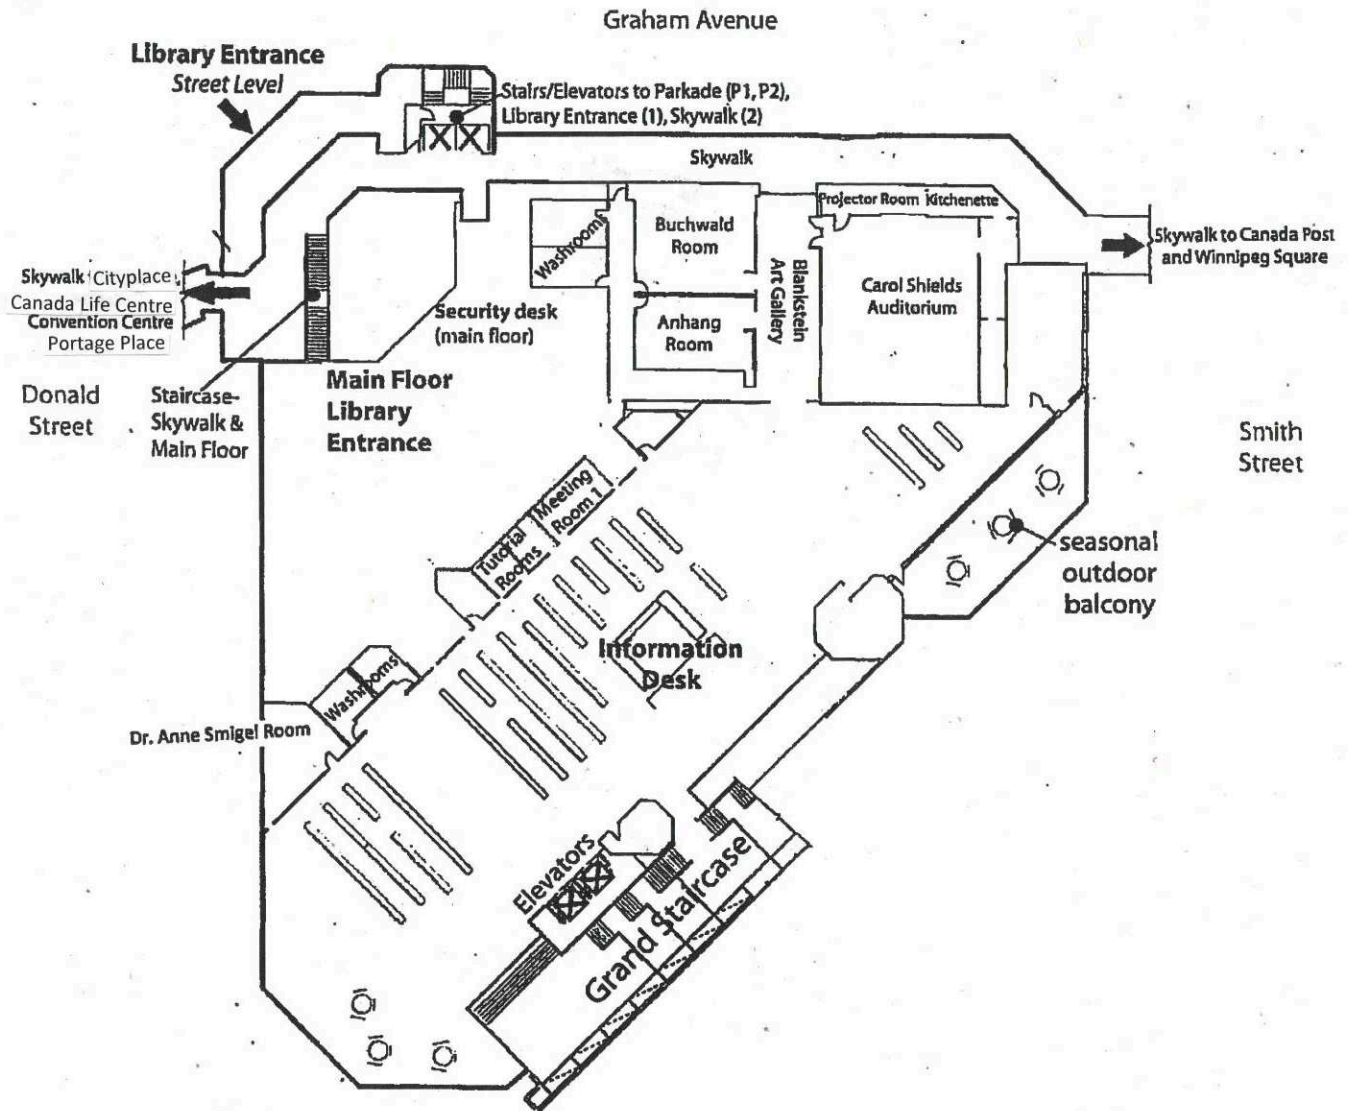 Graham Avenue
Library Entrance
Street Level
Stairs/Elevators to Parkade (P1, P2),
Library Entrance (1), Skywalk (2)
Skywalk
Projector Room Kitchenette
Washrooms
Buchwald
Room
Blankstein
Art Gallery
Carol Shields
Auditorium
Skywalk to Canada Post
and Winnipeg Square
Skywalk Cityplace
Canada Life Centre
Convention Centre
Portage Place
Security desk
(main floor)
Anhang
Room
Donald
Street
Staircase-
Skywalk &
Main Floor
Main Floor
Library
Entrance
Smith
Street
Meeting
Room 1
Tutorial
Rooms
seasonal
outdoor
balcony
Information
Desk
Washrooms
Dr. Anne Smigel Room
Elevators
Grand Staircase